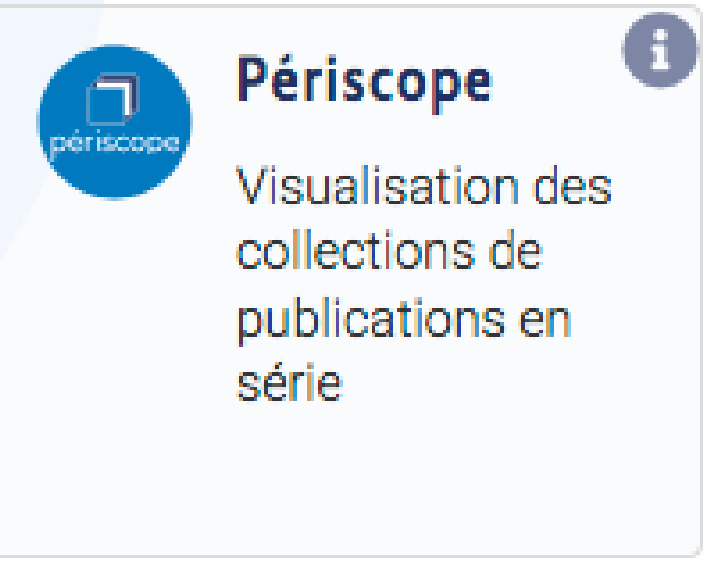 Périscope
périscope
Visualisation des
collections de
publications en
série